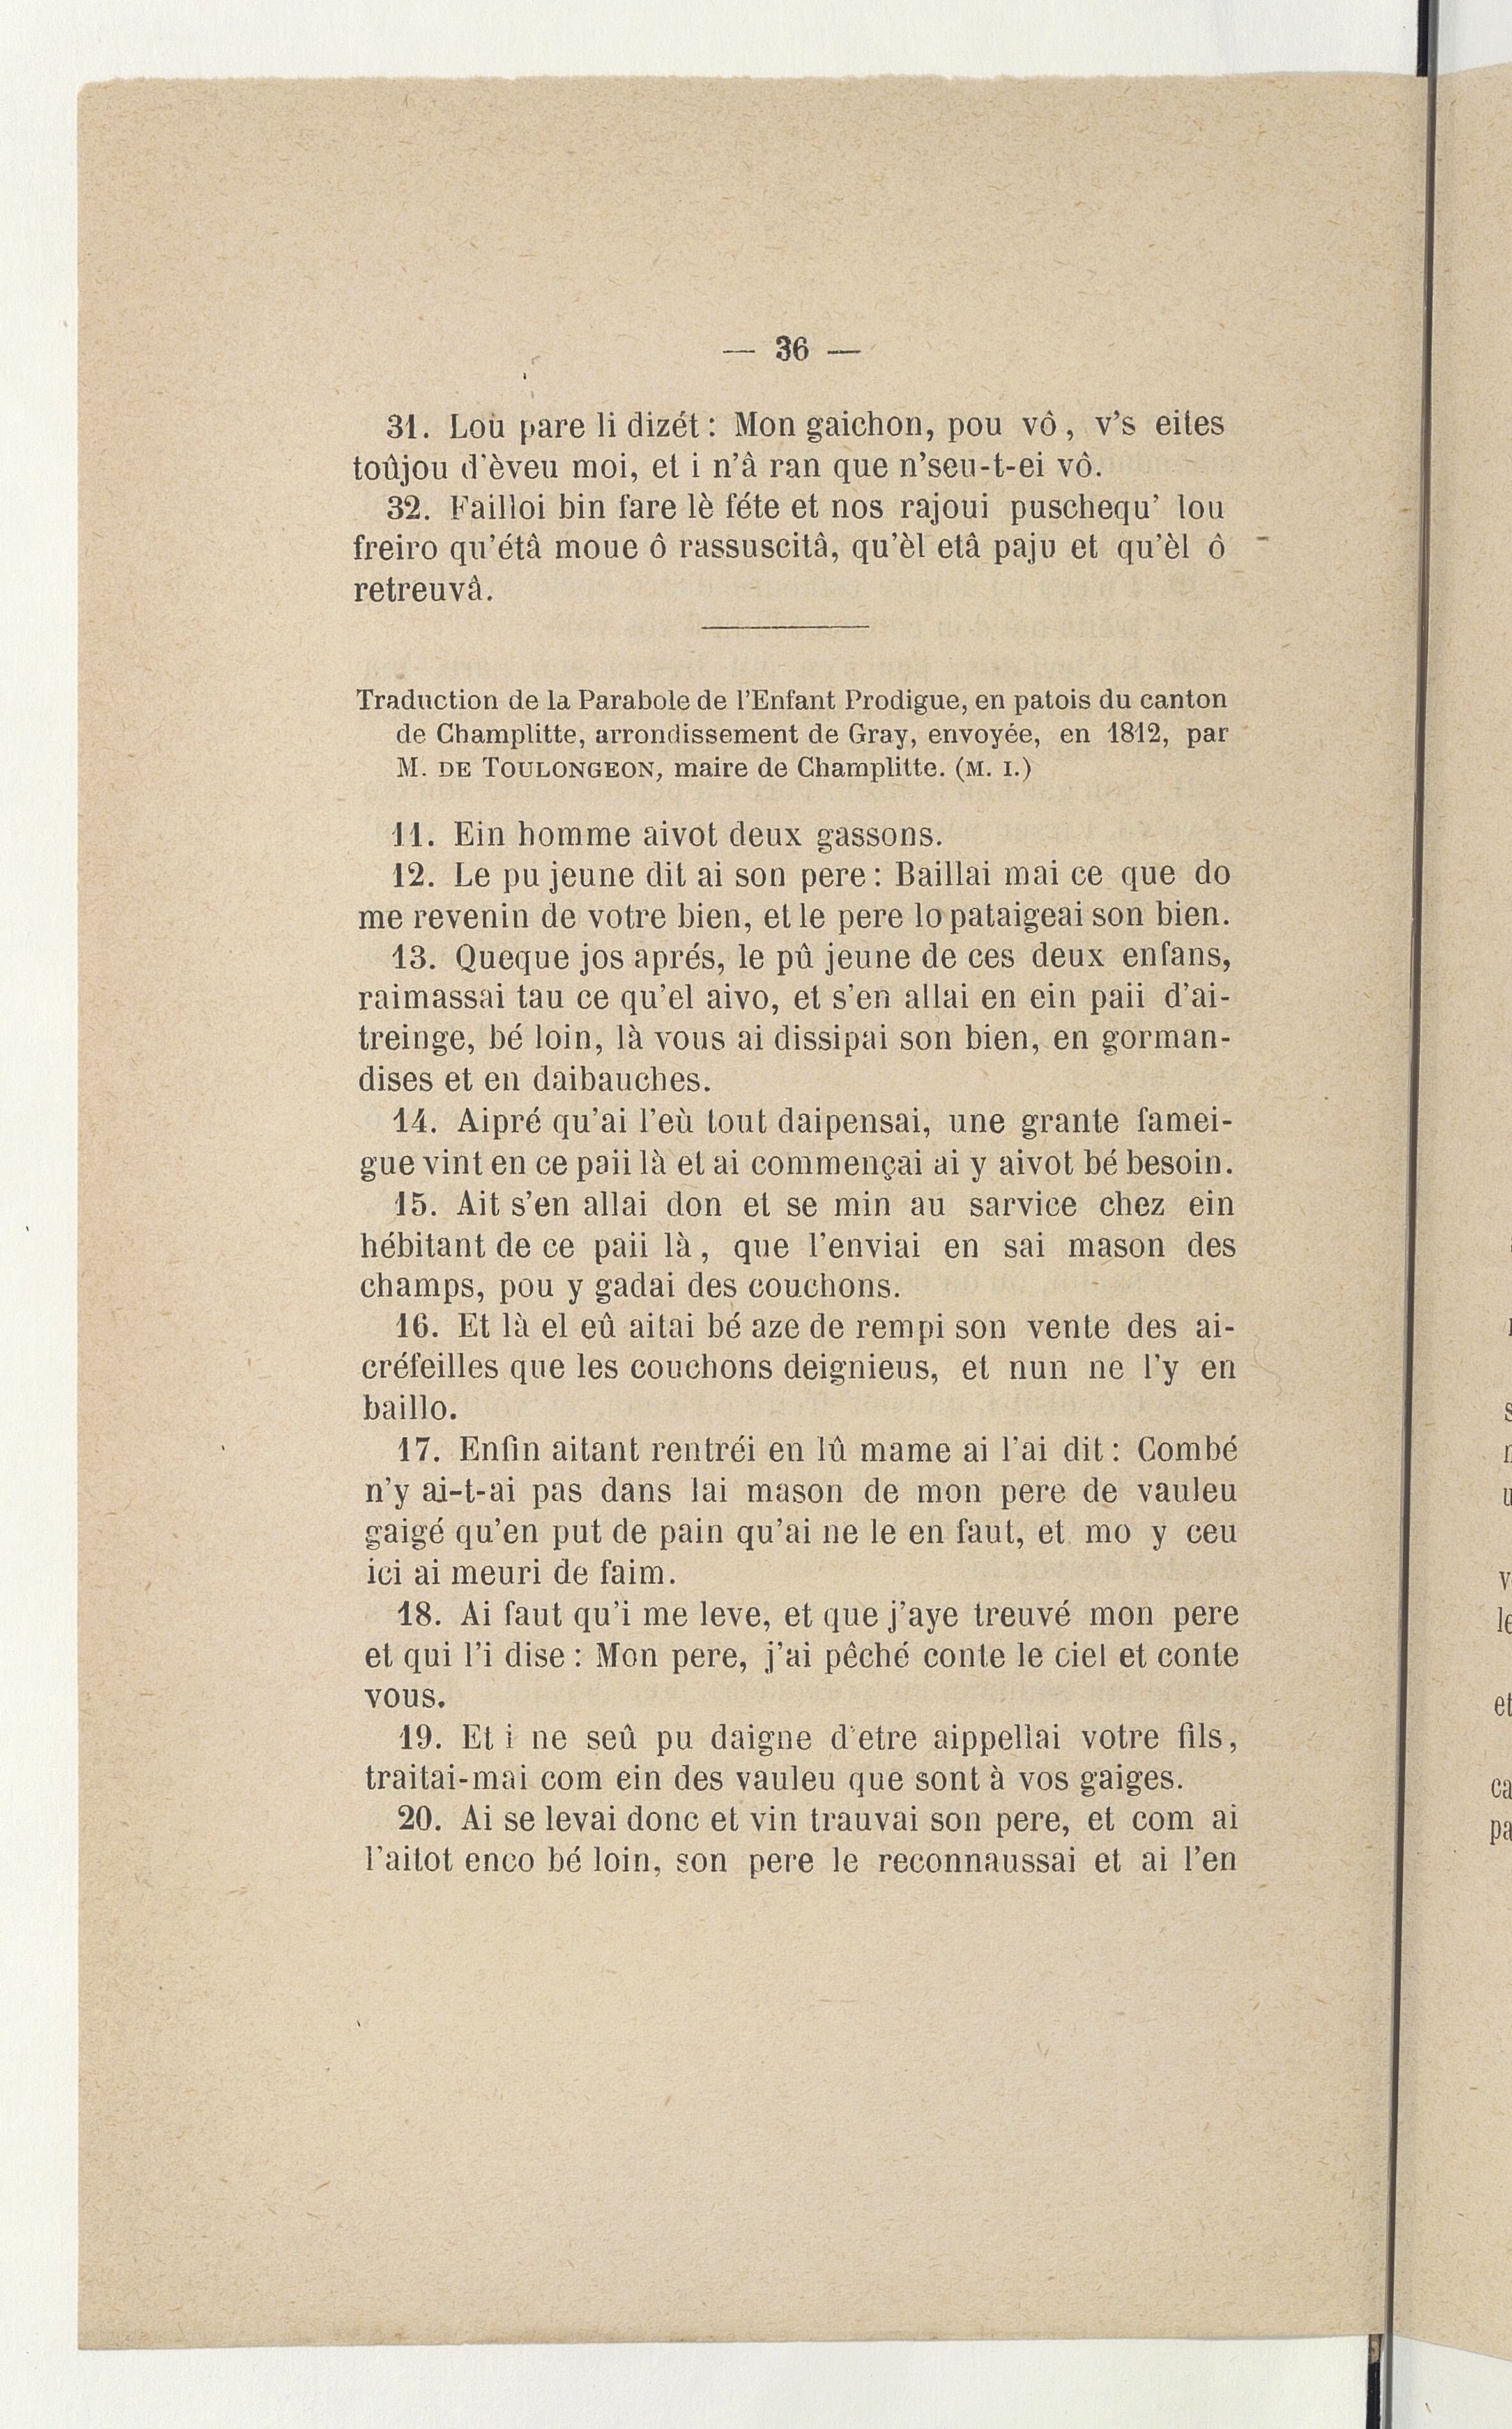 — 36 —
31. Lou pare li dizét : Mon gaichon, pou vô, v's eites
toûjou d'èveu moi, et i n'â ran que n'seu-t-ei vô.
32. Failloi bin fare lè féte et nos rajoui puschequ' lou
freiro qu'étâ moue ô rassuscitâ, qu'èl etâ paju et qu'èl ô
retreuvâ.
Traduction de la Parabole de l'Enfant Prodigue, en patois du canton
de Champlitte, arrondissement de Gray, envoyée, en 1812, par
M. DE TOULONGEON, maire de Champlitte. (M. I.)
11. Ein homme aivot deux gassons.
12. Le pu jeune dit ai son pere : Baillai mai ce que do
me revenin de votre bien, et le pere lo pataigeai son bien.
13. Queque jos aprés, le pû jeune de ces deux enfans,
raimassai tau ce qu'el aivo, et s'en allai en ein paii d'ai-
treinge, bé loin, là vous ai dissipai son bien, en gorman-
dises et en daibauches.
14. Aipré qu'ai l'eù tout daipensai, une grante famei-
gue vint en ce paii là et ai commençai ai y aivot bé besoin.
15. Ait s'en allai don et se min au sarvice chez ein
hébitant de ce paii là, que l'enviai en sai mason des
champs, pou y gadai des couchons.
16. Et là el eû aitai bé aze de rempi son vente des ai-
créfeilles que les couchons deignieus, et nun ne l'y en
baillo.
17. Enfin aitant rentréi en lû mame ai l'ai dit : Combé
n'y ai-t-ai pas dans lai mason de mon pere de vauleu
gaigé qu'en put de pain qu'ai ne le en faut, et mo y ceu
ici ai meuri de faim.
18. Ai faut qu'i me leve, et que j'aye treuvé mon pere
et qui l'i dise : Mon pere, j'ai pêché conte le ciel et conte
vous.
19. Et i ne seû pu daigne d'etre aippellai votre fils,
traitai-mai com ein des vauleu que sont à vos gaiges.
20. Ai se levai donc et vin trauvai son pere, et com ai
l'aitot enco bé loin, son pere le reconnaussai et ai l'en